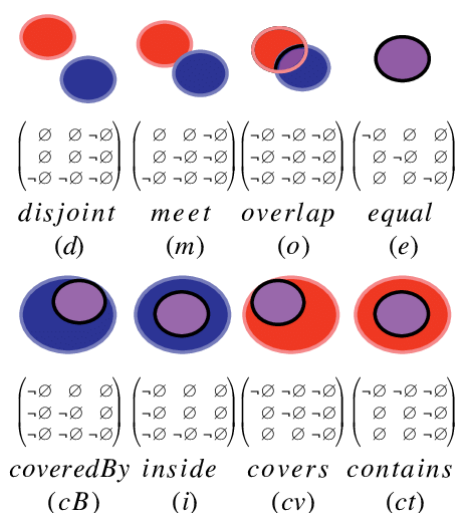 ∅ ∅ ¬∅ ∅ ∅ ¬∅ ¬∅ ¬∅ ¬∅ ¬∅ ∅ ∅
∅ ∅ ¬∅ ∅ ¬∅ ¬∅ ¬∅ ¬∅ ¬∅ ∅ ¬∅ ∅
¬∅ ¬∅ ¬∅ ¬∅ ¬∅ ¬∅ ¬∅ ¬∅ ¬∅ ∅ ∅ ¬∅
disjoint meet overlap equal
(d) (m) (o) (e)
¬∅ ∅ ∅ ¬∅ ∅ ∅ ¬∅ ¬∅ ¬∅ ¬∅ ¬∅ ¬∅
¬∅ ¬∅ ∅ ¬∅ ∅ ∅ ∅ ¬∅ ¬∅ ∅ ∅ ¬∅
¬∅ ¬∅ ¬∅ ¬∅ ¬∅ ¬∅ ∅ ∅ ¬∅ ∅ ∅ ¬∅
coveredBy inside covers contains
(cB) (i) (cv) (ct)